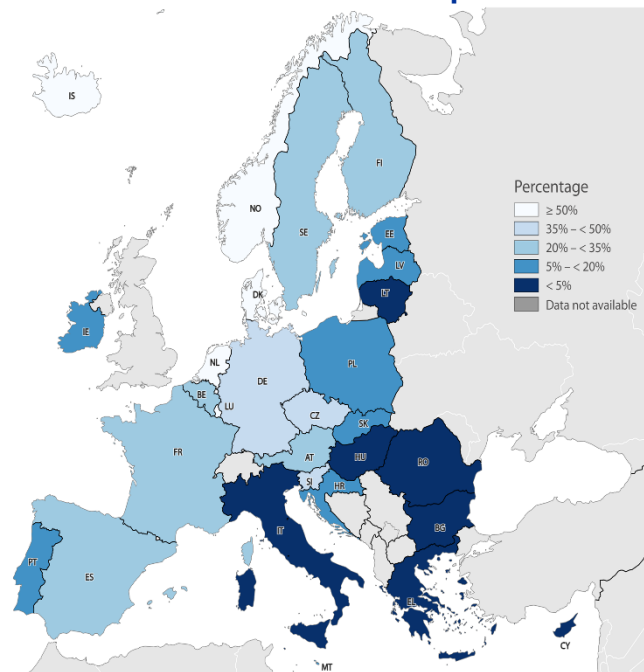 IS
FI
NO
SE
EE
LV
LT
DK
IE
NL
DE
PL
BE
LU
CZ
SK
FR
AT
HU
RO
SI
HR
IT
BG
PT
ES
EL
CY
MT
Percentage
≥ 50%
35% – < 50%
20% – < 35%
5% – < 20%
< 5%
Data not available